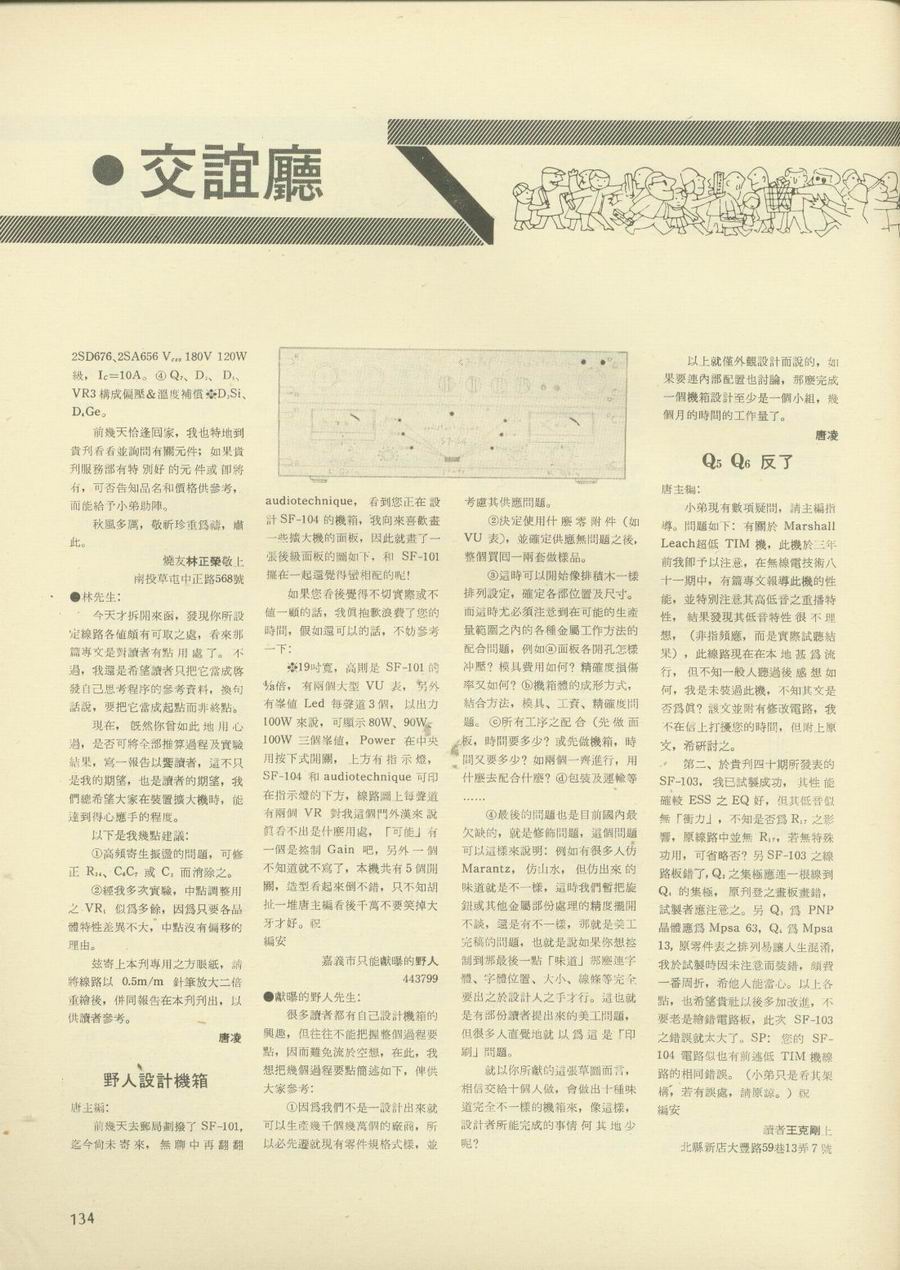 ●交誼廳
2SD676、2SA656 Vceo 180V 120W
級，Ic=10A。④ Q₇、D₁、D₂、
VR3 構成偏壓＆溫度補償D₁Si、
D₂Ge。
前幾天恰逢回家，我也特地到
貴刊看看並詢問有關元件；如果貴
刊服務部有特別好的元件或即將
有，可否告知品名和價格供參考，
而能給予小弟助陣。
秋風多厲，敬祈珍重為禱，肅
此。
燒友林正榮敬上
南投草屯中正路568號
●林先生：
今天才拆開來函，發現你所設
定線路各値頗有可取之處，看來那
篇專文是對讀者有點用處了。不
過，我還是希望讀者只把它當成啓
發自己思考程序的參考資料，換句
話說，要把它當成起點而非終點。
現在，旣然你曾如此地用心
過，是否可將全部推算過程及實驗
結果，寫一報告以饗讀者，這不只
是我的期望，也是讀者的期望，我
們總希望大家在裝置擴大機時，能
達到得心應手的程度。
以下是我幾點建議：
①高頻寄生振盪的問題，可修
正 R₂₄、C₆C₇ 或 C₅ 而消除之。
②經我多次實驗，中點調整用
之 VR₁ 似爲多餘，因爲只要各晶
體特性差異不大，中點沒有偏移的
理由。
玆寄上本刊專用之方眼紙，請
將線路以 0.5m/m 針筆放大二倍
重繪後，併同報告在本刊刊出，以
供讀者參考。
唐凌
野人設計機箱
唐主編：
前幾天去郵局劃撥了 SF-101,
迄今尙未寄來，無聊中再翻翻
audiotechnique，看到您正在設
計 SF-104 的機箱，我向來喜歡畫
一些擴大機的面板，因此就畫了一
張後級面板的圖如下，和 SF-101
擺在一起還覺得蠻相配的呢！
如果您看後覺得不切實際或不
値一顧的話，我眞抱歉浪費了您的
時間，假如還可以的話，不妨參考
一下：
19吋寬，高則是 SF-101 的
倍，有兩個大型 VU 表，另外
有峯値 Led 每聲道3個，以出力
100W 來說，可顯示 80W、90W、
100W 三個峯値，Power 在中央
用按下式開關，上方有指示燈，
SF-104 和 audiotechnique 可印
在指示燈的下方，線路圖上每聲道
有兩個 VR 對我這個門外漢來說
眞看不出是什麼用處，「可能」有
一個是控制 Gain 吧，另外一個
不知道就不寫了，本機共有5個開
關，造型看起來倒不錯，只不知胡
扯一堆唐主編看後千萬不要笑掉大
牙才好。祝
編安
嘉義市只能獻曝的野人
443799
●獻曝的野人先生：
很多讀者都有自己設計機箱的
興趣，但往往不能把握整個過程要
點，因而難免流於空想，在此，我
想把幾個過程要點簡述如下，俾供
大家參考：
①因爲我們不是一設計出來就
可以生產幾千個幾萬個的廠商，所
以必先遷就現有零件規格式樣，並
考慮其供應問題。
②決定使用什麼零附件（如
VU 表），並確定供應無問題之後，
整個買回一兩套做樣品。
③這時可以開始像排積木一樣
排列設定，確定各部位置及尺寸。
而這時尤必須注意到在可能的生產
量範圍之內的各種金屬工作方法的
配合問題，例如ⓐ面板各開孔怎樣
冲壓？模具費用如何？精確度損傷
率又如何？ⓑ機箱體的成形方式，
結合方法，模具、工資、精確度問
題。ⓒ所有工序之配合（先做面
板，時間要多少？或先做機箱，時
間又要多少？如兩個一齊進行，用
什麼去配合什麼？ⓓ包裝及運輸等
……
④最後的問題也是目前國內最
欠缺的，就是修飾問題，這個問題
可以這樣來說明：例如有很多人仿
Marantz，仿山水，但仿出來的
味道就是不一樣，這時我們暫把旋
鈕或其他金屬部份處理的精度擺開
不談，還是有不一樣，那就是美工
完稿的問題，也就是說如果你想控
制到那最後一點「味道」那麼連字
體、字體位置、大小、線條等完全
要出之於設計人之手才行。這也就
是有部份讀者提出來的美工問題，
但很多人直覺地就以爲這是「印
刷」問題。
就以你所獻的這張草圖而言，
相信交給十個人做，會做出十種味
道完全不一樣的機箱來，像這樣，
設計者所能完成的事情何其地少
呢？
以上就僅外觀設計而說的，如
果要連內部配置也討論，那麼完成
一個機箱設計至少是一個小組，幾
個月的時間的工作量了。
唐凌
Q5 Q6 反了
唐主編：
小弟現有數項疑問，請主編指
導。問題如下：有關於 Marshall
Leach超低 TIM 機，此機於三年
前我卽予以注意，在無線電技術八
十一期中，有篇專文報導此機的性
能，並特別注意其高低音之重播特
性，結果發現其低音特性很不理
想，（非指頻應，而是實際試聽結
果），此線路現在在本地甚爲流
行，但不知一般人聽過後感想如
何，我是未裝過此機，不知其文是
否爲眞？該文並附有修改電路，我
不在信上打擾您的時間，但附上原
文，希研討之。
第二、於貴刊四十期所發表的
SF-103，我已試製成功，其性能
確較 ESS 之 EQ 好，但其低音似
無「衝力」，不知是否爲 R₁₇ 之影
響，原線路中並無 R₁₇，若無特殊
功用，可省略否？另 SF-103 之線
路板錯了，Q₅ 之集極應連一根線到
Q₆ 的集極，原刊登之畫板畫錯，
試製者應注意之。另 Q₅ 爲 PNP
晶體應爲 Mpsa 63, Q₆ 爲 Mpsa
13, 原零件表之排列易讓人生混淆，
我於試製時因未注意而裝錯，頗費
一番周折，希他人能當心。以上各
點，也希望貴社以後多加改進，不
要老是繪錯電路板，此次 SF-103
之錯誤就太大了。SP：您的 SF-
104 電路似也有前述低 TIM 機線
路的相同錯誤。（小弟只是看其架
構，若有誤處，請原諒。）祝
編安
讀者王克剛上
北縣新店大豐路59巷13弄7號
134